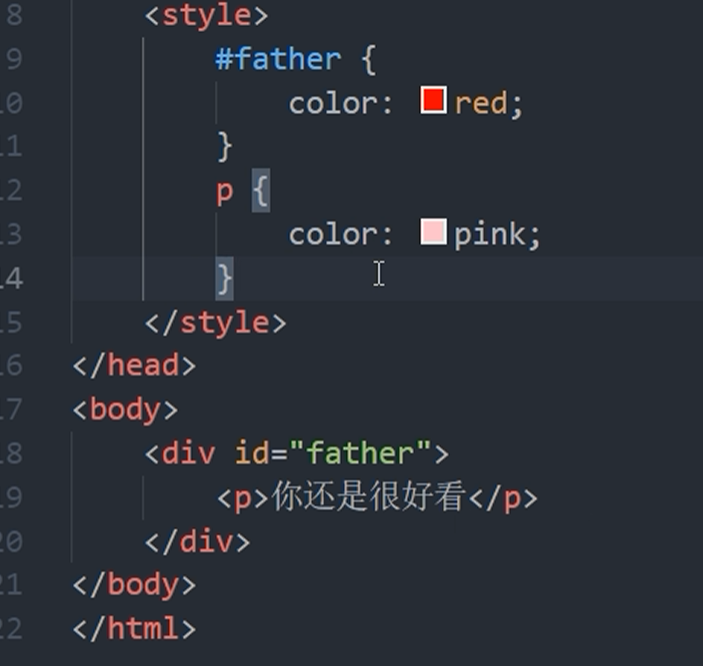 8 <style>
9 #father {
10 color: red;
11 }
12 p {
13 color: pink;
14 }
15 </style>
16 </head>
17 <body>
18 <div id="father">
19 <p>你还是很好看</p>
20 </div>
21 </body>
22 </html>